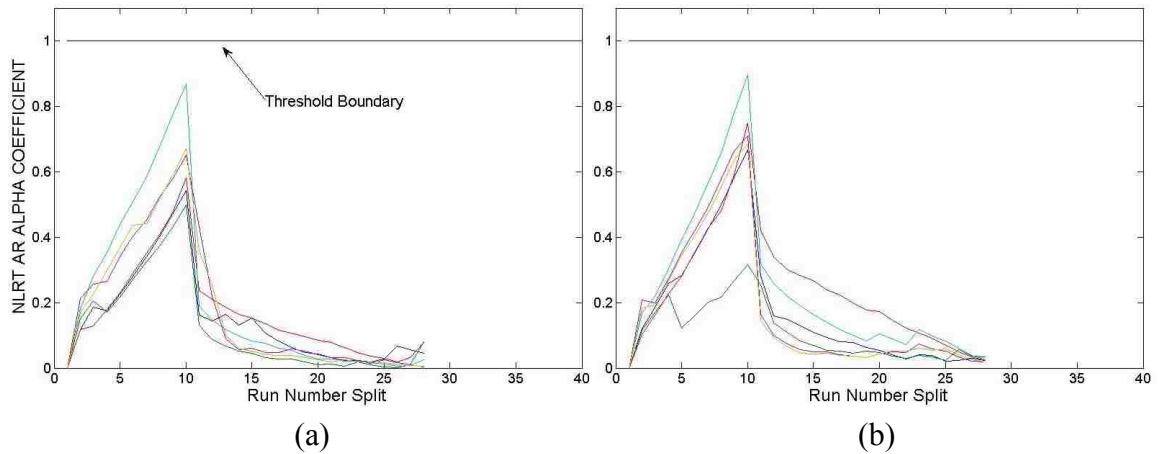 NLRT AR ALPHA COEFFICIENT
1
0.8
0.6
0.4
0.2
0
Threshold Boundary
0 5 10 15 20 25 30 35 40
Run Number Split
(a)
1
0.8
0.6
0.4
0.2
0
0 5 10 15 20 25 30 35 40
Run Number Split
(b)